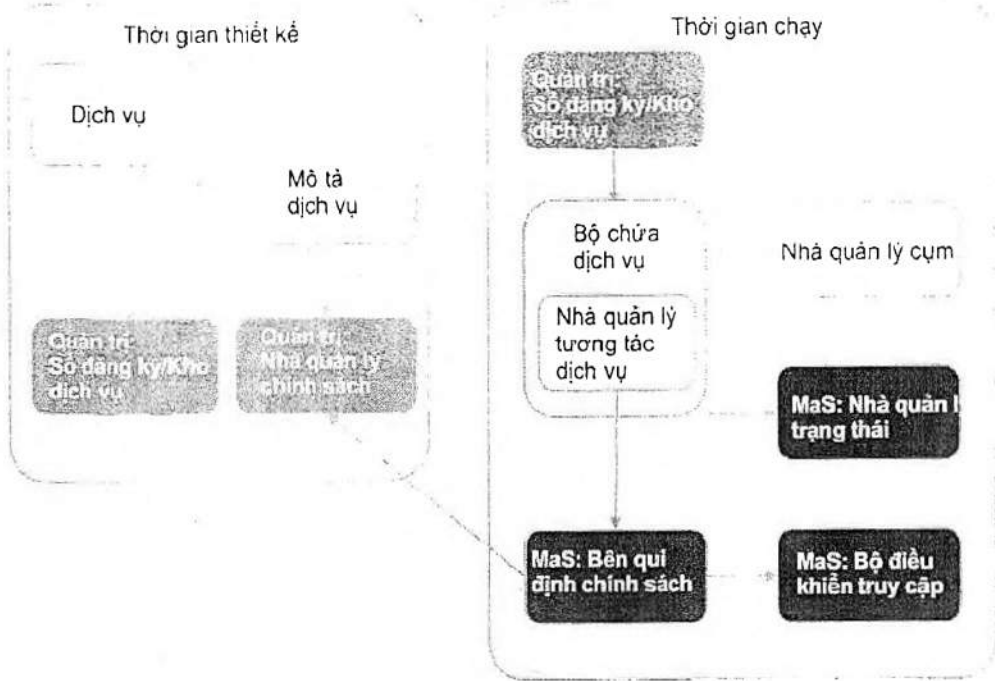 Thời gian thiết kế
Dịch vụ
Mô tả
dịch vụ
Quản trị:
Sổ đăng ký/Kho
dịch vụ
Quản trị
Nhà quản lý
chính sách
Thời gian chạy
Quản trị:
Sổ đăng ký/Kho
dịch vụ
Bộ chứa
dịch vụ
Nhà quản lý
tương tác
dịch vụ
Nhà quản lý cụm
MaS: Nhà quản l
trạng thái
MaS: Bên qui
định chính sách
MaS: Bộ điều
khiển truy cập